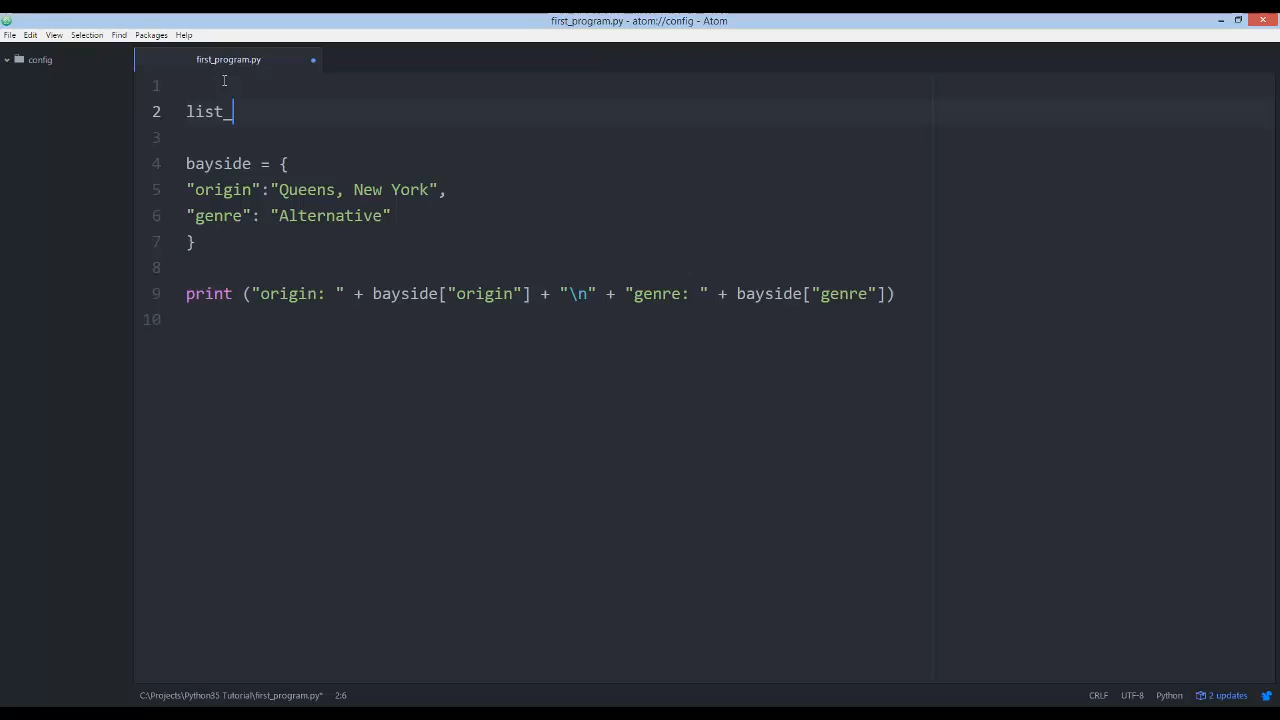 first_program.py - atom://config - Atom
File Edit View Selection Find Packages Help
config
first_program.py
1
2 list_
3
4 bayside = {
5 "origin":"Queens, New York",
6 "genre": "Alternative"
7 }
8
9 print ("origin: " + bayside["origin"] + "\n" + "genre: " + bayside["genre"])
10
C:\Projects\Python35 Tutorial\first_program.py* 2:6 CRLF UTF-8 Python 2 updates